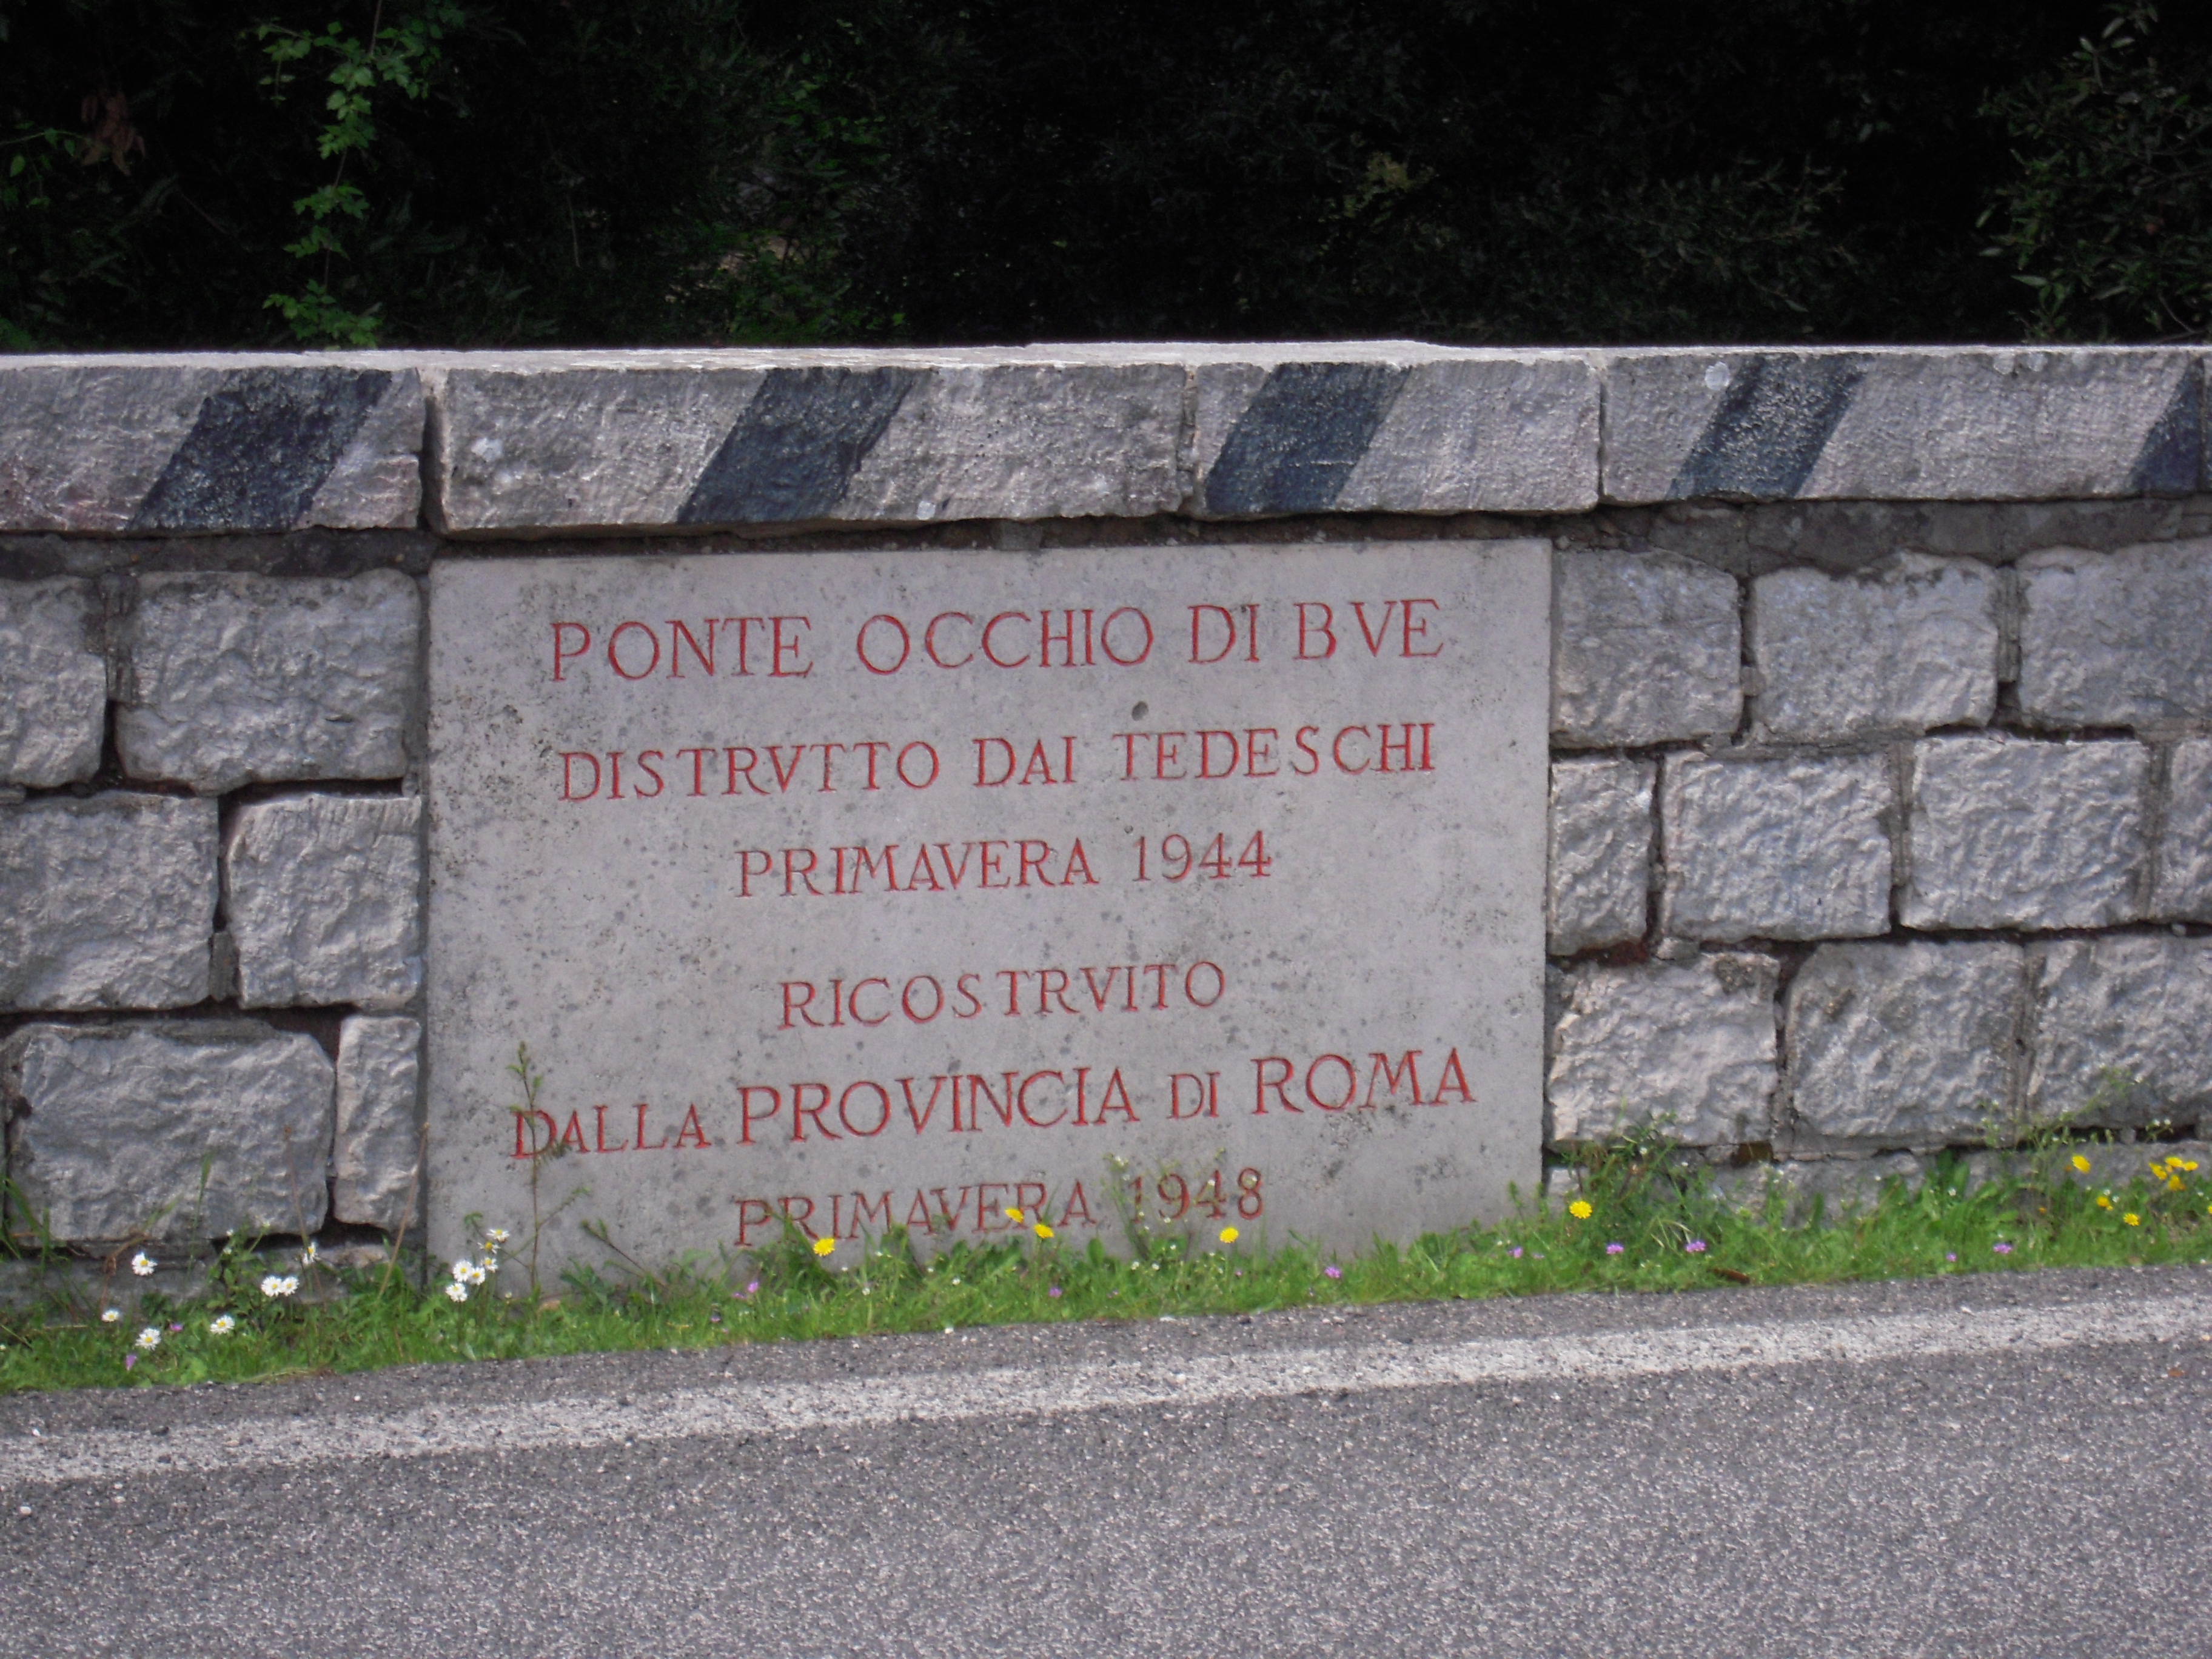 PONTE OCCHIO DI BVE
DISTRVTTO DAI TEDESCHI
PRIMAVERA 1944
RICOSTRVITO
DALLA PROVINCIA DI ROMA
PRIMAVERA 1948